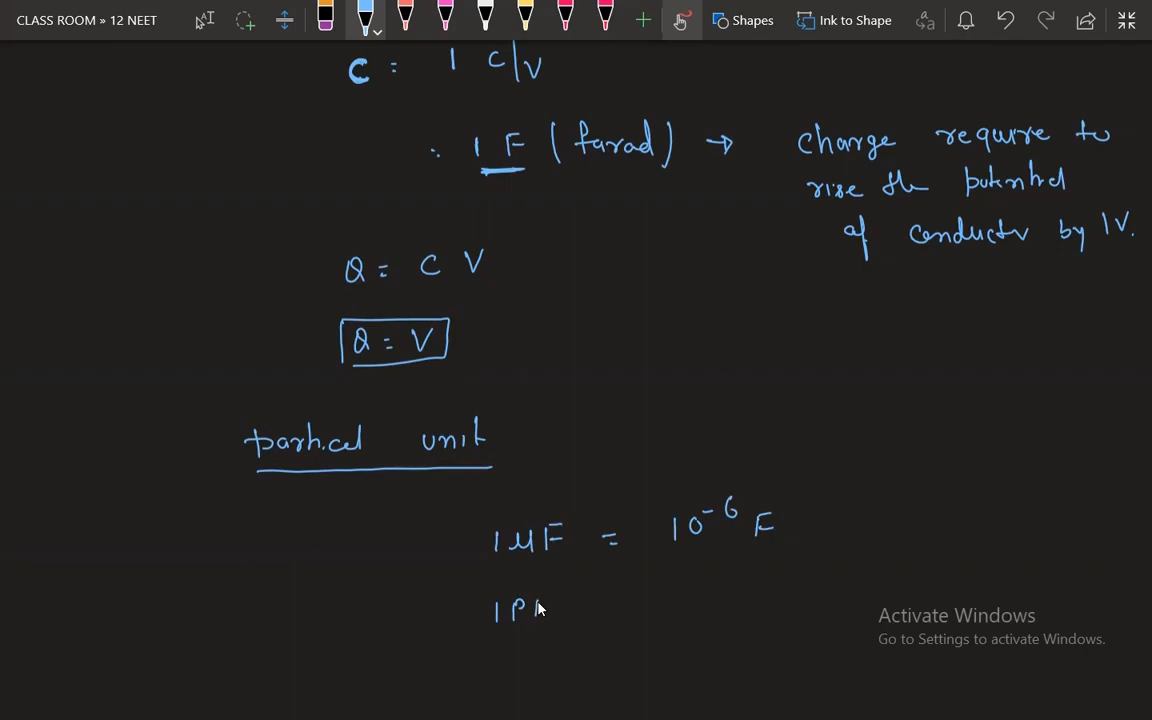 CLASS ROOM » 12 NEET
Shapes
Ink to Shape
C = 1 C/V
∴ 1 F (farad) → charge require to
rise the potential
of conductor by 1V.
Q = C V
Q = V
partical unit
1 μF = 10⁻⁶ F
1 P
Activate Windows
Go to Settings to activate Windows.